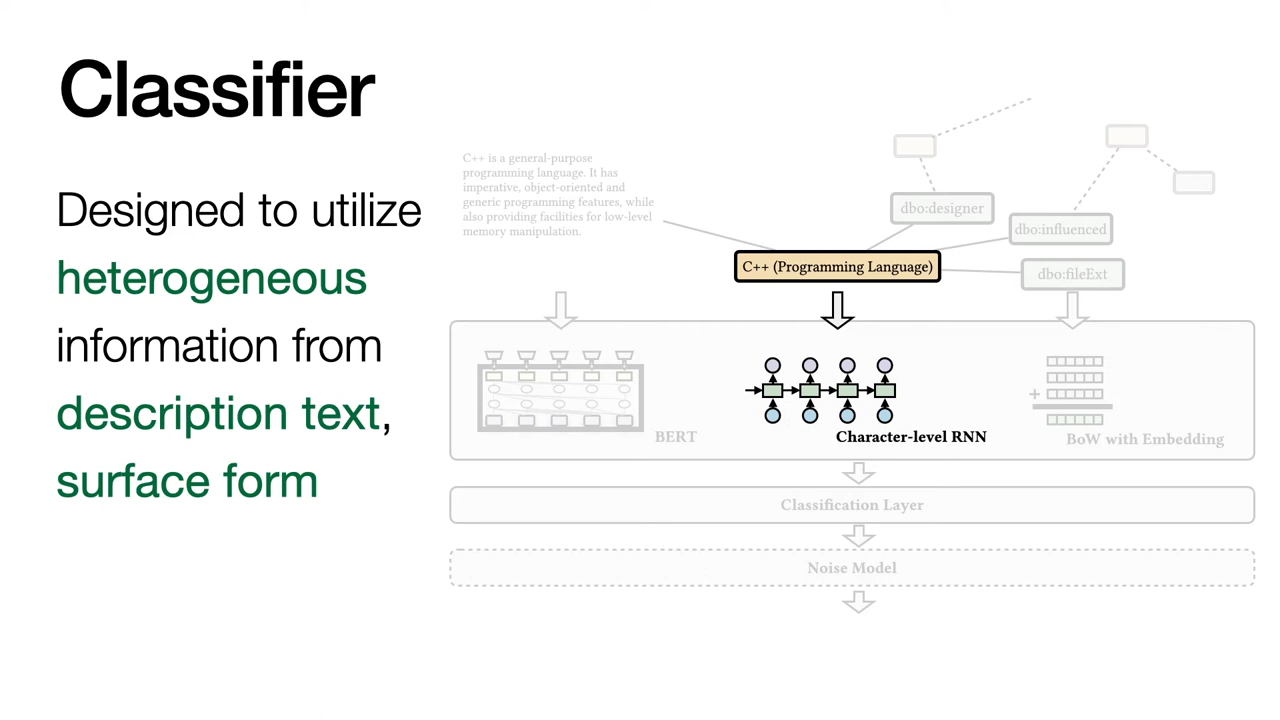 Classifier
Designed to utilize
heterogeneous
information from
description text,
surface form
C++ is a general-purpose
programming language. It has
imperative, object-oriented and
generic programming features, while
also providing facilities for low-level
memory manipulation.
dbo:designer
dbo:influenced
C++ (Programming Language)
dbo:fileExt
BERT
Character-level RNN
+
BoW with Embedding
Classification Layer
Noise Model